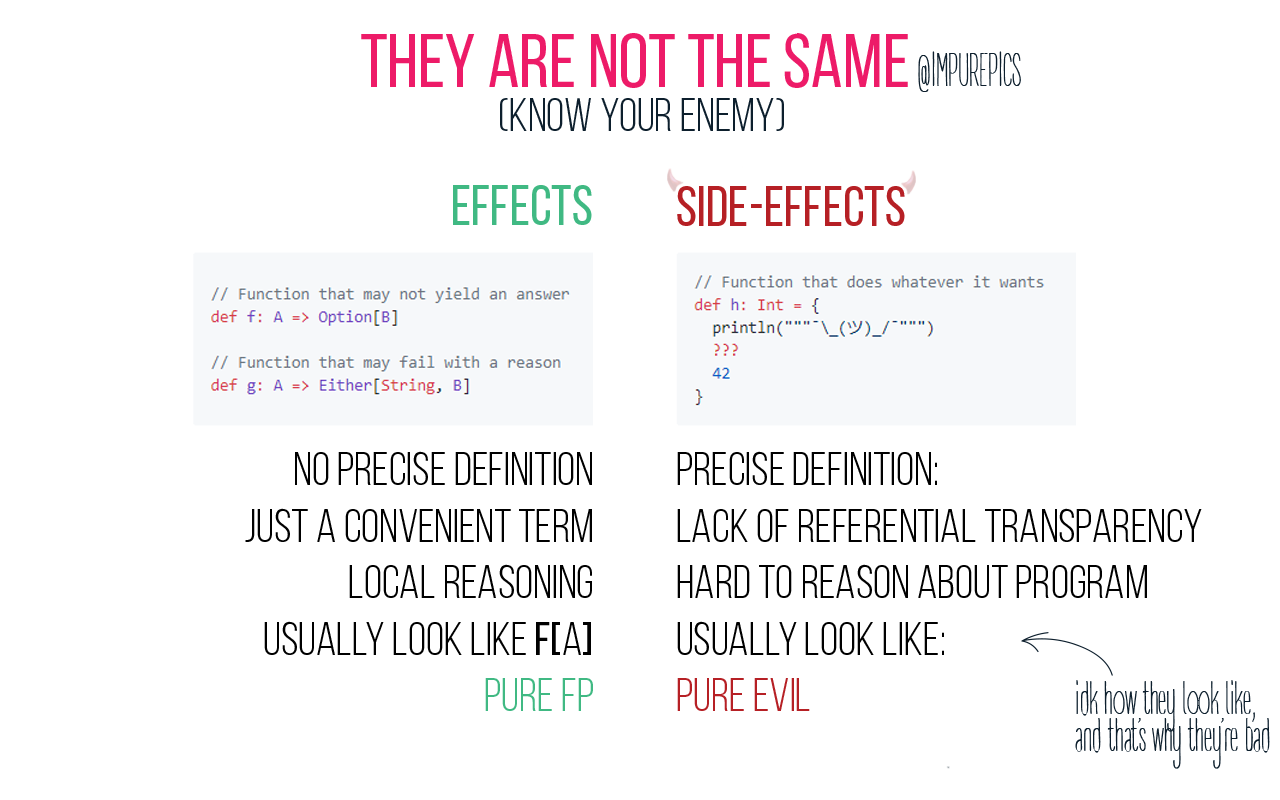 THEY ARE NOT THE SAME @IMPUREPICS
(KNOW YOUR ENEMY)
EFFECTS
// Function that may not yield an answer
def f: A => Option[B]
// Function that may fail with a reason
def g: A => Either[String, B]
NO PRECISE DEFINITION
JUST A CONVENIENT TERM
LOCAL REASONING
USUALLY LOOK LIKE F[A]
PURE FP
SIDE-EFFECTS
// Function that does whatever it wants
def h: Int = {
  println("""¯\_(ツ)_/¯""")
  ???
  42
}
PRECISE DEFINITION:
LACK OF REFERENTIAL TRANSPARENCY
HARD TO REASON ABOUT PROGRAM
USUALLY LOOK LIKE:
PURE EVIL
idk how they look like,
and that's why they're bad